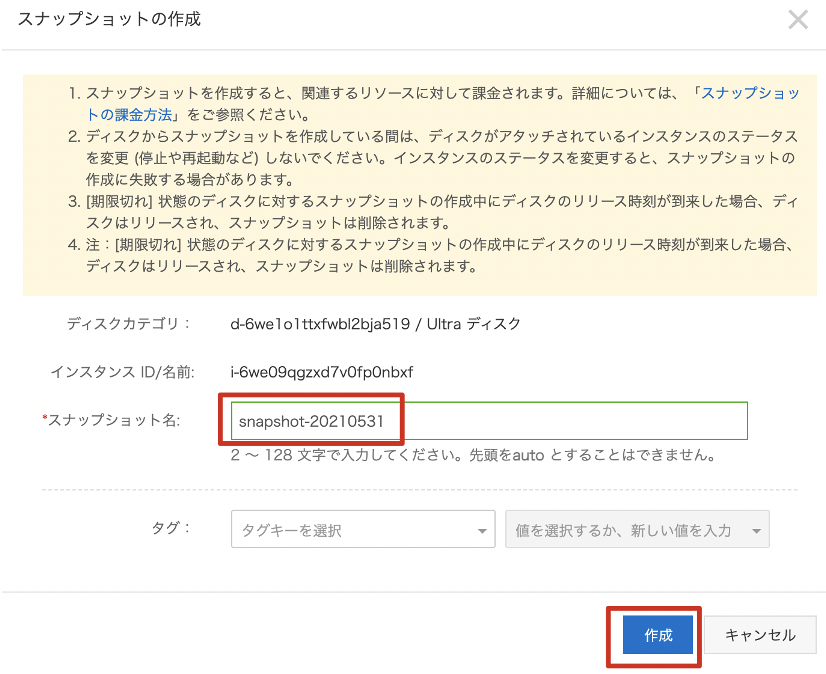 スナップショットの作成
1. スナップショットを作成すると、関連するリソースに対して課金されます。詳細については、「スナップショッ
トの課金方法」をご参照ください。
2. ディスクからスナップショットを作成している間は、ディスクがアタッチされているインスタンスのステータス
を変更 (停止や再起動など) しないでください。インスタンスのステータスを変更すると、スナップショットの
作成に失敗する場合があります。
3. [期限切れ] 状態のディスクに対するスナップショットの作成中にディスクのリリース時刻が到来した場合、ディ
スクはリリースされ、スナップショットは削除されます。
4. 注：[期限切れ] 状態のディスクに対するスナップショットの作成中にディスクのリリース時刻が到来した場合、
ディスクはリリースされ、スナップショットは削除されます。
ディスクカテゴリ： d-6we1o1ttxfwbl2bja519 / Ultra ディスク
インスタンス ID/名前: i-6we09qgzxd7v0fp0nbxf
*スナップショット名: snapshot-20210531
2 〜 128 文字で入力してください。先頭をauto とすることはできません。
タグ： タグキーを選択 値を選択するか、新しい値を入力
作成 キャンセル